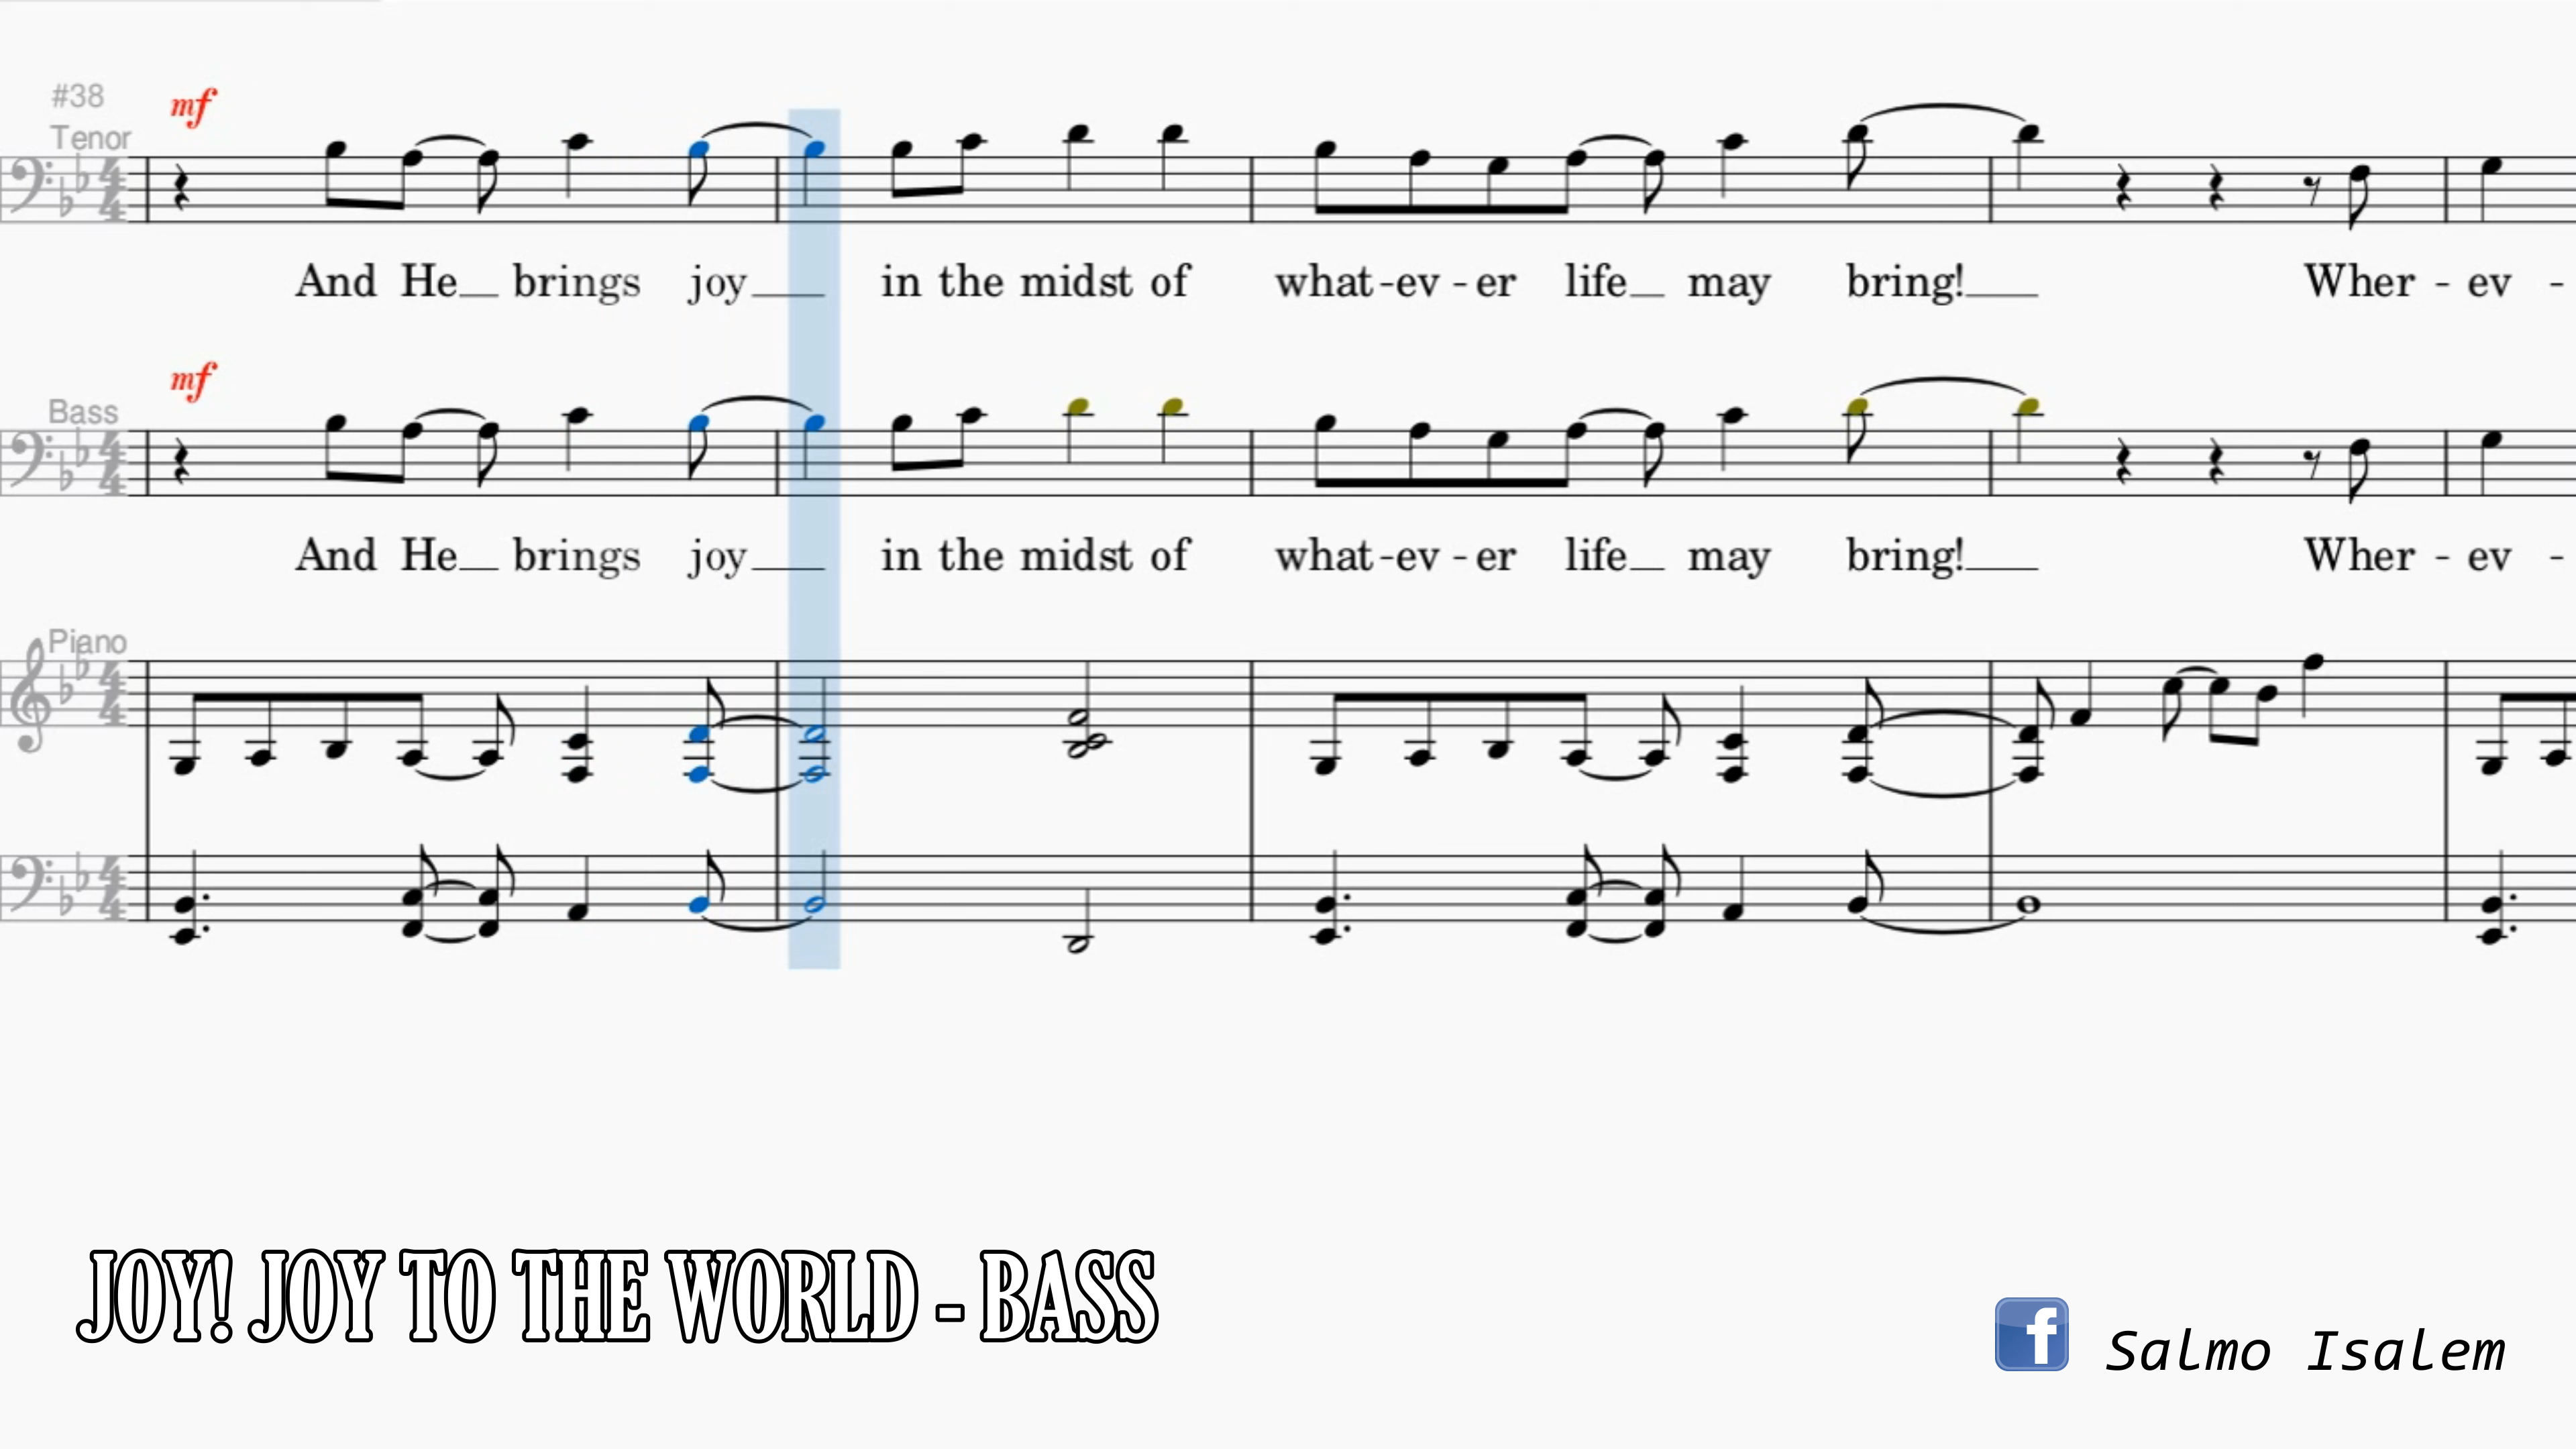 #38
mf
Tenor
And He brings joy in the midst of what-ev-er life may bring! Wher-ev-
mf
Bass
And He brings joy in the midst of what-ev-er life may bring! Wher-ev-
Piano
JOY! JOY TO THE WORLD - BASS
f Salmo Isalem